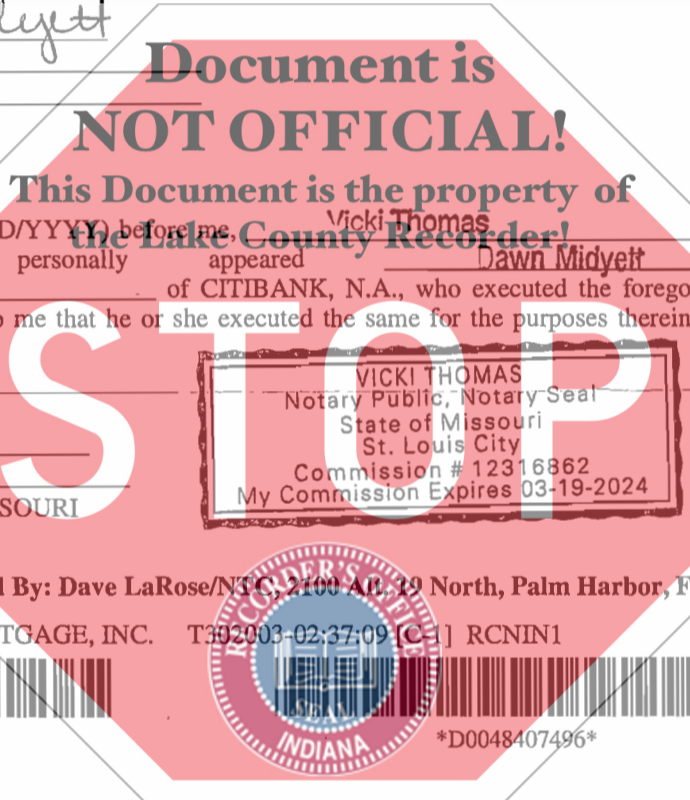 Document is
NOT OFFICIAL!
This Document is the property of
the Lake County Recorder!
D/YYYY) before me, Vicki Thomas
personally appeared Dawn Midyett
of CITIBANK, N.A., who executed the forego
o me that he or she executed the same for the purposes therein
STOP
VICKI THOMAS
Notary Public, Notary Seal
State of Missouri
St. Louis City
Commission # 12316862
My Commission Expires 03-19-2024
SOURI
d By: Dave LaRose/NTC, 2100 Alt. 19 North, Palm Harbor, F
TGAGE, INC. T302003-02:37:09 [C-1] RCNIN1
RECORDER'S OFFICE
SEAL
INDIANA
*D0048407496*